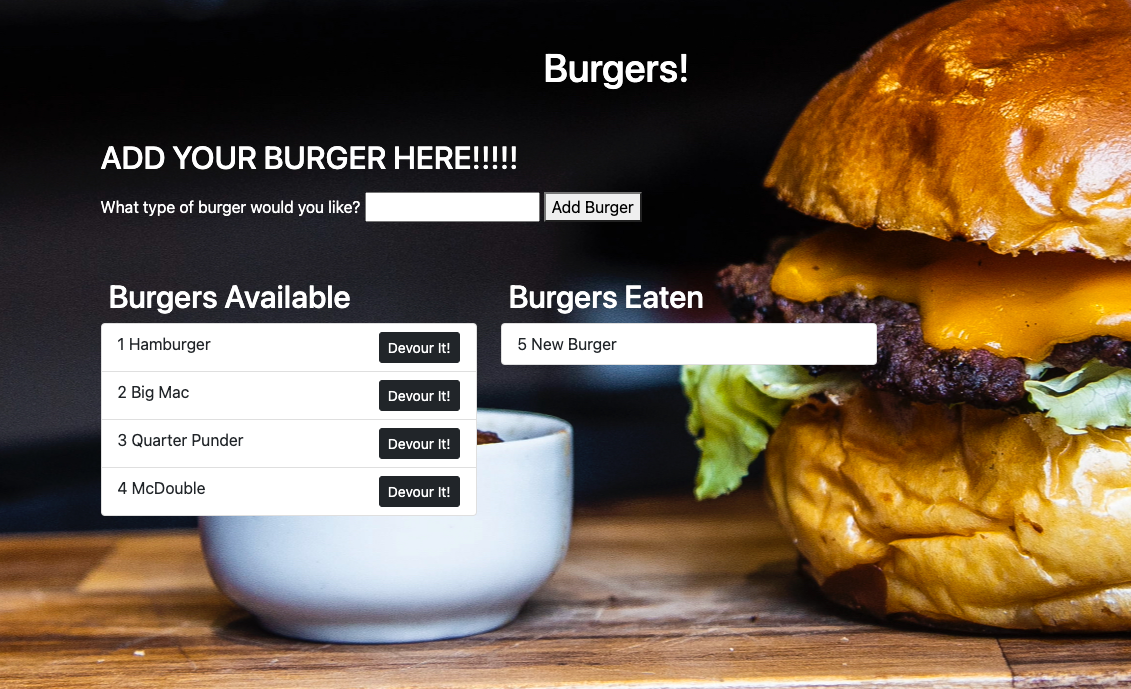 Burgers!
ADD YOUR BURGER HERE!!!!!
What type of burger would you like? Add Burger
Burgers Available
1 Hamburger Devour It!
2 Big Mac Devour It!
3 Quarter Punder Devour It!
4 McDouble Devour It!
Burgers Eaten
5 New Burger